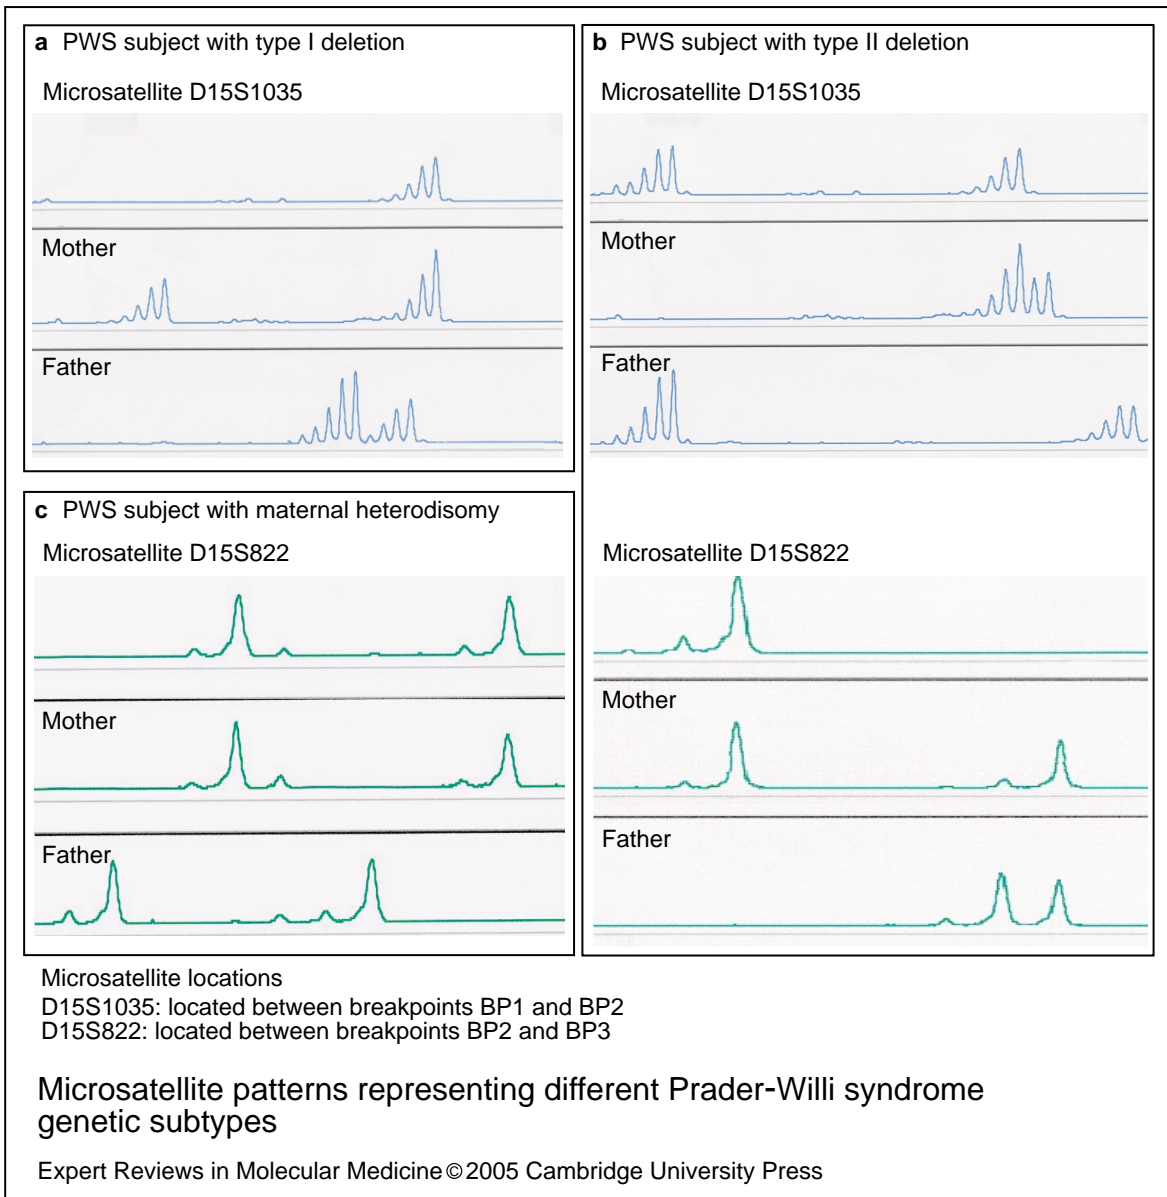 a PWS subject with type I deletion
Microsatellite D15S1035
Mother
Father
b PWS subject with type II deletion
Microsatellite D15S1035
Mother
Father
Microsatellite D15S822
Mother
Father
c PWS subject with maternal heterodisomy
Microsatellite D15S822
Mother
Father
Microsatellite locations
D15S1035: located between breakpoints BP1 and BP2
D15S822: located between breakpoints BP2 and BP3
Microsatellite patterns representing different Prader-Willi syndrome
genetic subtypes
Expert Reviews in Molecular Medicine © 2005 Cambridge University Press